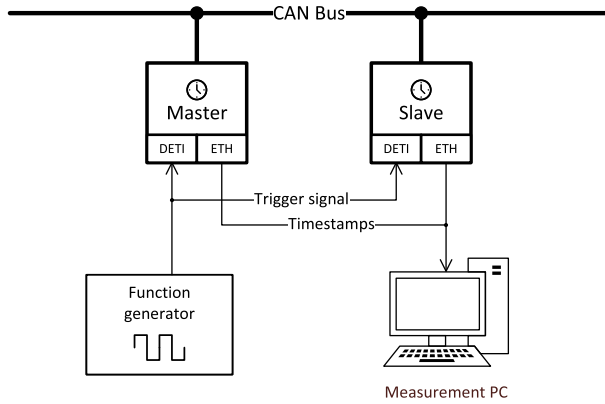 CAN Bus
Master
Slave
DETI
ETH
DETI
ETH
Trigger signal
Timestamps
Function
generator
Measurement PC